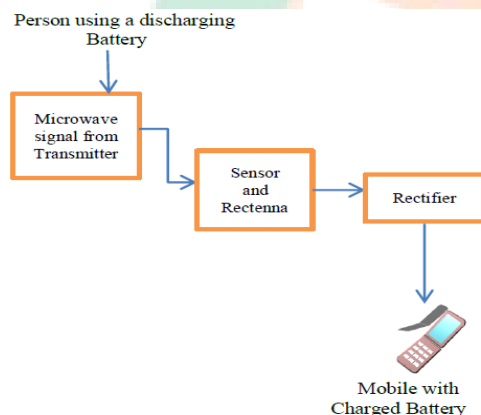 Person using a discharging
Battery
Microwave
signal from
Transmitter
Sensor
and
Rectenna
Rectifier
Mobile with
Charged Battery